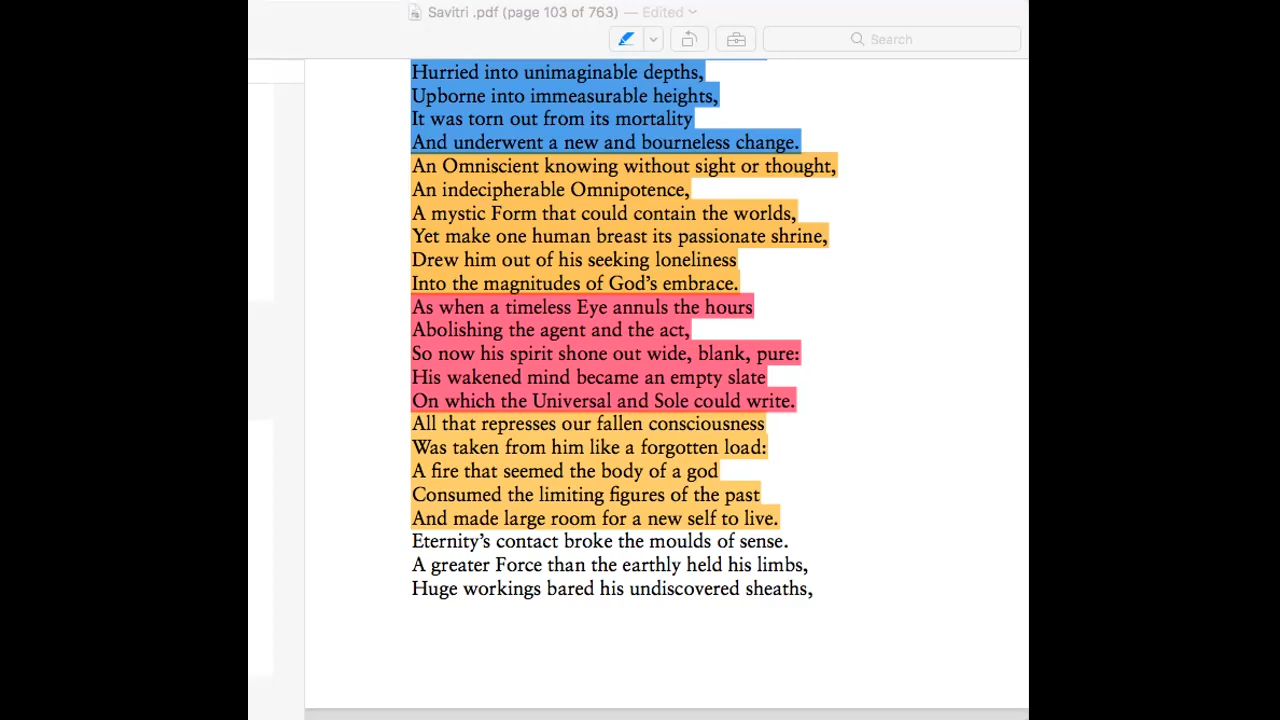 Savitri .pdf (page 103 of 763) — Edited
Search
Hurried into unimaginable depths,
Upborne into immeasurable heights,
It was torn out from its mortality
And underwent a new and bourneless change.
An Omniscient knowing without sight or thought,
An indecipherable Omnipotence,
A mystic Form that could contain the worlds,
Yet make one human breast its passionate shrine,
Drew him out of his seeking loneliness
Into the magnitudes of God's embrace.
As when a timeless Eye annuls the hours
Abolishing the agent and the act,
So now his spirit shone out wide, blank, pure:
His wakened mind became an empty slate
On which the Universal and Sole could write.
All that represses our fallen consciousness
Was taken from him like a forgotten load:
A fire that seemed the body of a god
Consumed the limiting figures of the past
And made large room for a new self to live.
Eternity's contact broke the moulds of sense.
A greater Force than the earthly held his limbs,
Huge workings bared his undiscovered sheaths,